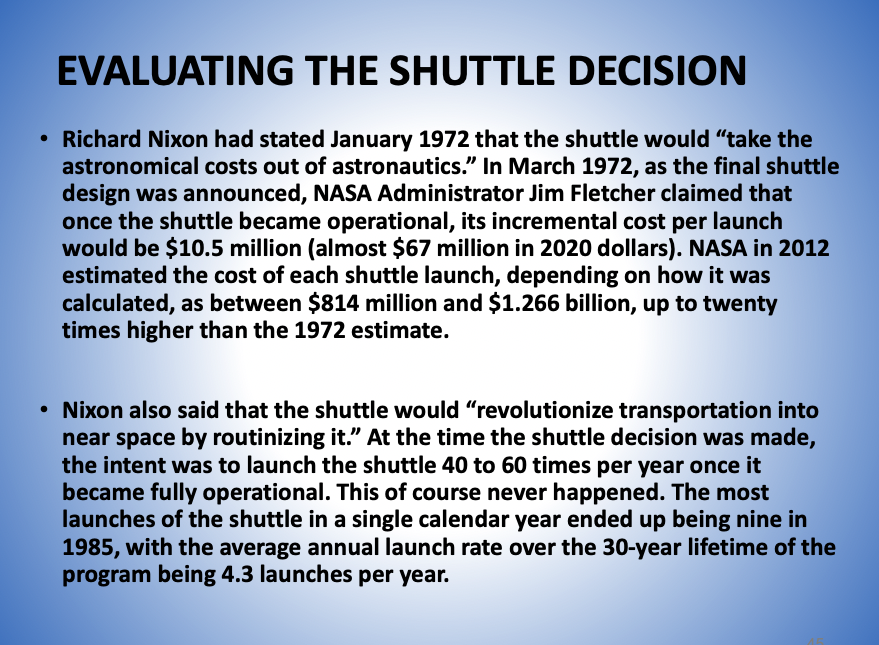 EVALUATING THE SHUTTLE DECISION
• Richard Nixon had stated January 1972 that the shuttle would “take the
astronomical costs out of astronautics.” In March 1972, as the final shuttle
design was announced, NASA Administrator Jim Fletcher claimed that
once the shuttle became operational, its incremental cost per launch
would be $10.5 million (almost $67 million in 2020 dollars). NASA in 2012
estimated the cost of each shuttle launch, depending on how it was
calculated, as between $814 million and $1.266 billion, up to twenty
times higher than the 1972 estimate.
• Nixon also said that the shuttle would “revolutionize transportation into
near space by routinizing it.” At the time the shuttle decision was made,
the intent was to launch the shuttle 40 to 60 times per year once it
became fully operational. This of course never happened. The most
launches of the shuttle in a single calendar year ended up being nine in
1985, with the average annual launch rate over the 30-year lifetime of the
program being 4.3 launches per year.